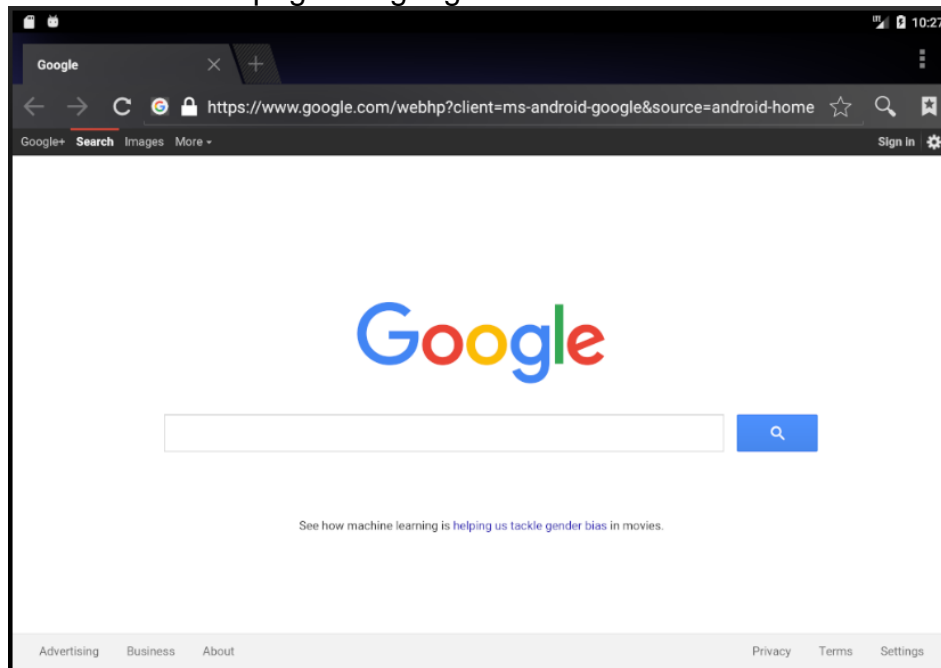 10:27
Google
https://www.google.com/webhp?client=ms-android-google&source=android-home
Google+ Search Images More
Sign in
Google
See how machine learning is helping us tackle gender bias in movies.
Advertising Business About
Privacy Terms Settings